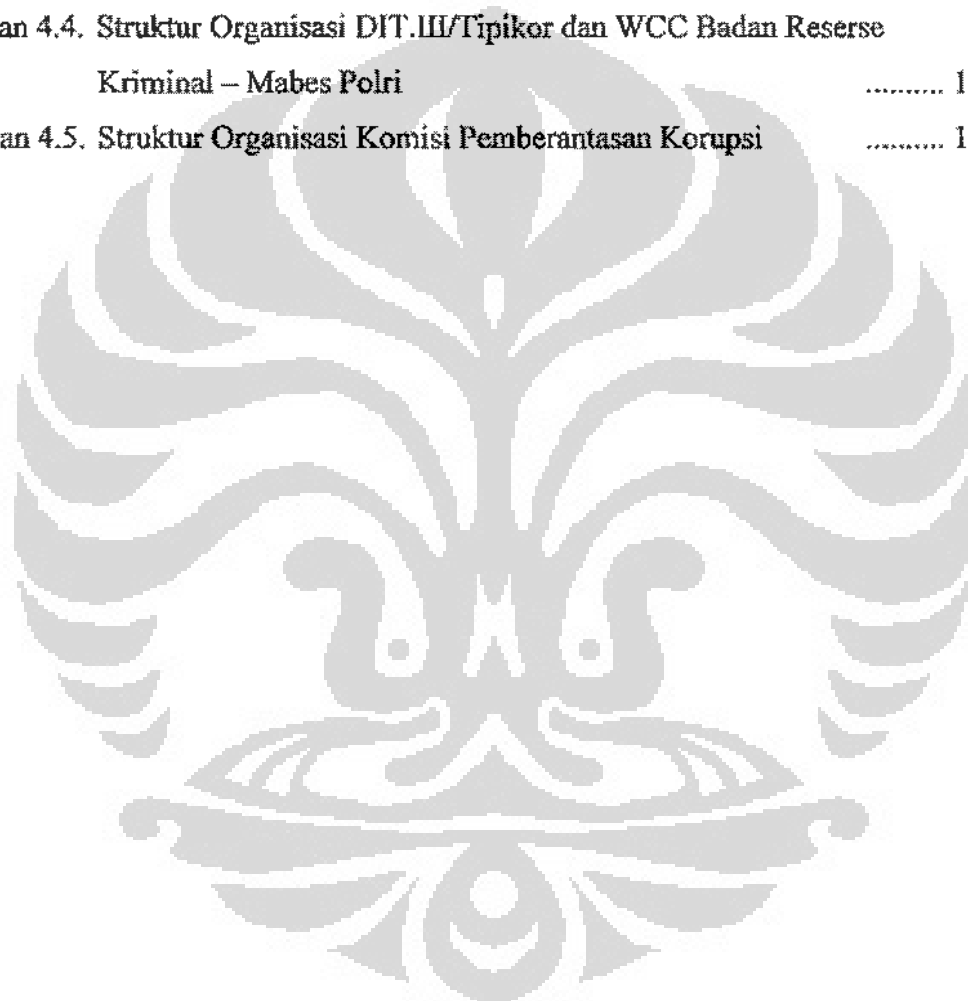 an 4.4. Struktur Organisasi DIT.III/Tipikor dan WCC Badan Reserse
Kriminal – Mabes Polri .......... 1
an 4.5. Struktur Organisasi Komisi Pemberantasan Korupsi .......... 1